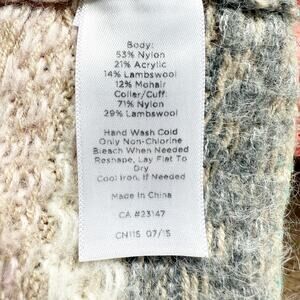 Body:
53% Nylon
21% Acrylic
14% Lambswool
12% Mohair
Collar/Cuff:
71% Nylon
29% Lambswool
Hand Wash Cold
Only Non-Chlorine
Bleach When Needed
Reshape, Lay Flat To
Dry
Cool Iron, If Needed
Made in China
CA #23147
CN115 07/15